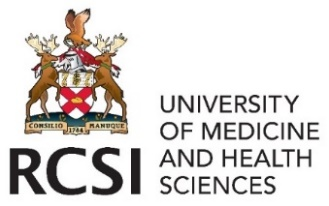 CONSILIO MANUQUE
1784
RCSI
UNIVERSITY
OF MEDICINE
AND HEALTH
SCIENCES